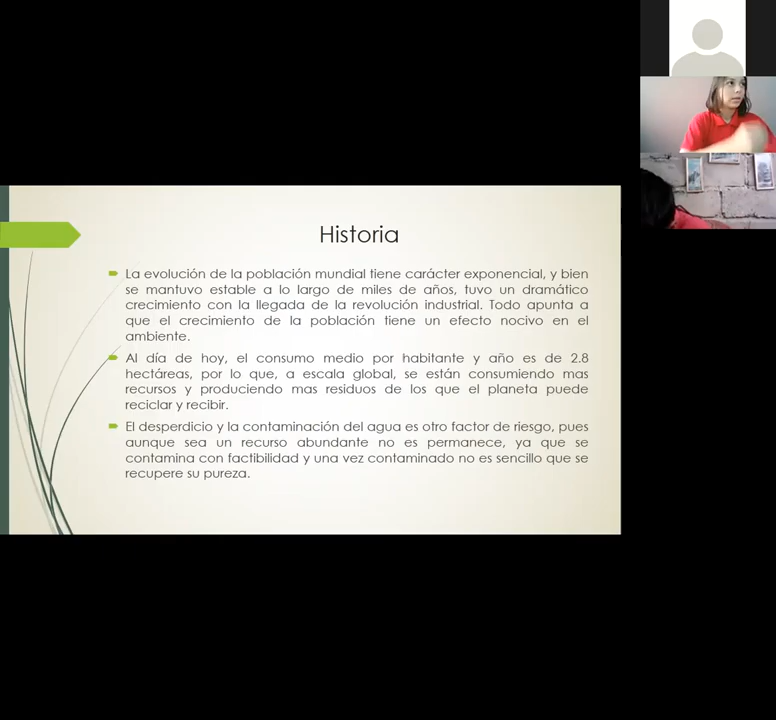 Historia
La evolución de la población mundial tiene carácter exponencial, y bien
se mantuvo estable a lo largo de miles de años, tuvo un dramático
crecimiento con la llegada de la revolución industrial. Todo apunta a
que el crecimiento de la población tiene un efecto nocivo en el
ambiente.
Al día de hoy, el consumo medio por habitante y año es de 2.8
hectáreas, por lo que, a escala global, se están consumiendo mas
recursos y produciendo mas residuos de los que el planeta puede
reciclar y recibir.
El desperdicio y la contaminación del agua es otro factor de riesgo, pues
aunque sea un recurso abundante no es permanece, ya que se
contamina con factibilidad y una vez contaminado no es sencillo que se
recupere su pureza.